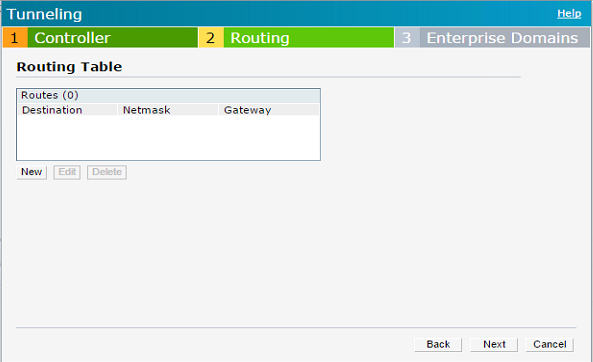 Tunneling Help
1 Controller 2 Routing 3 Enterprise Domains
Routing Table
Routes (0)
Destination Netmask Gateway
New Edit Delete
Back Next Cancel